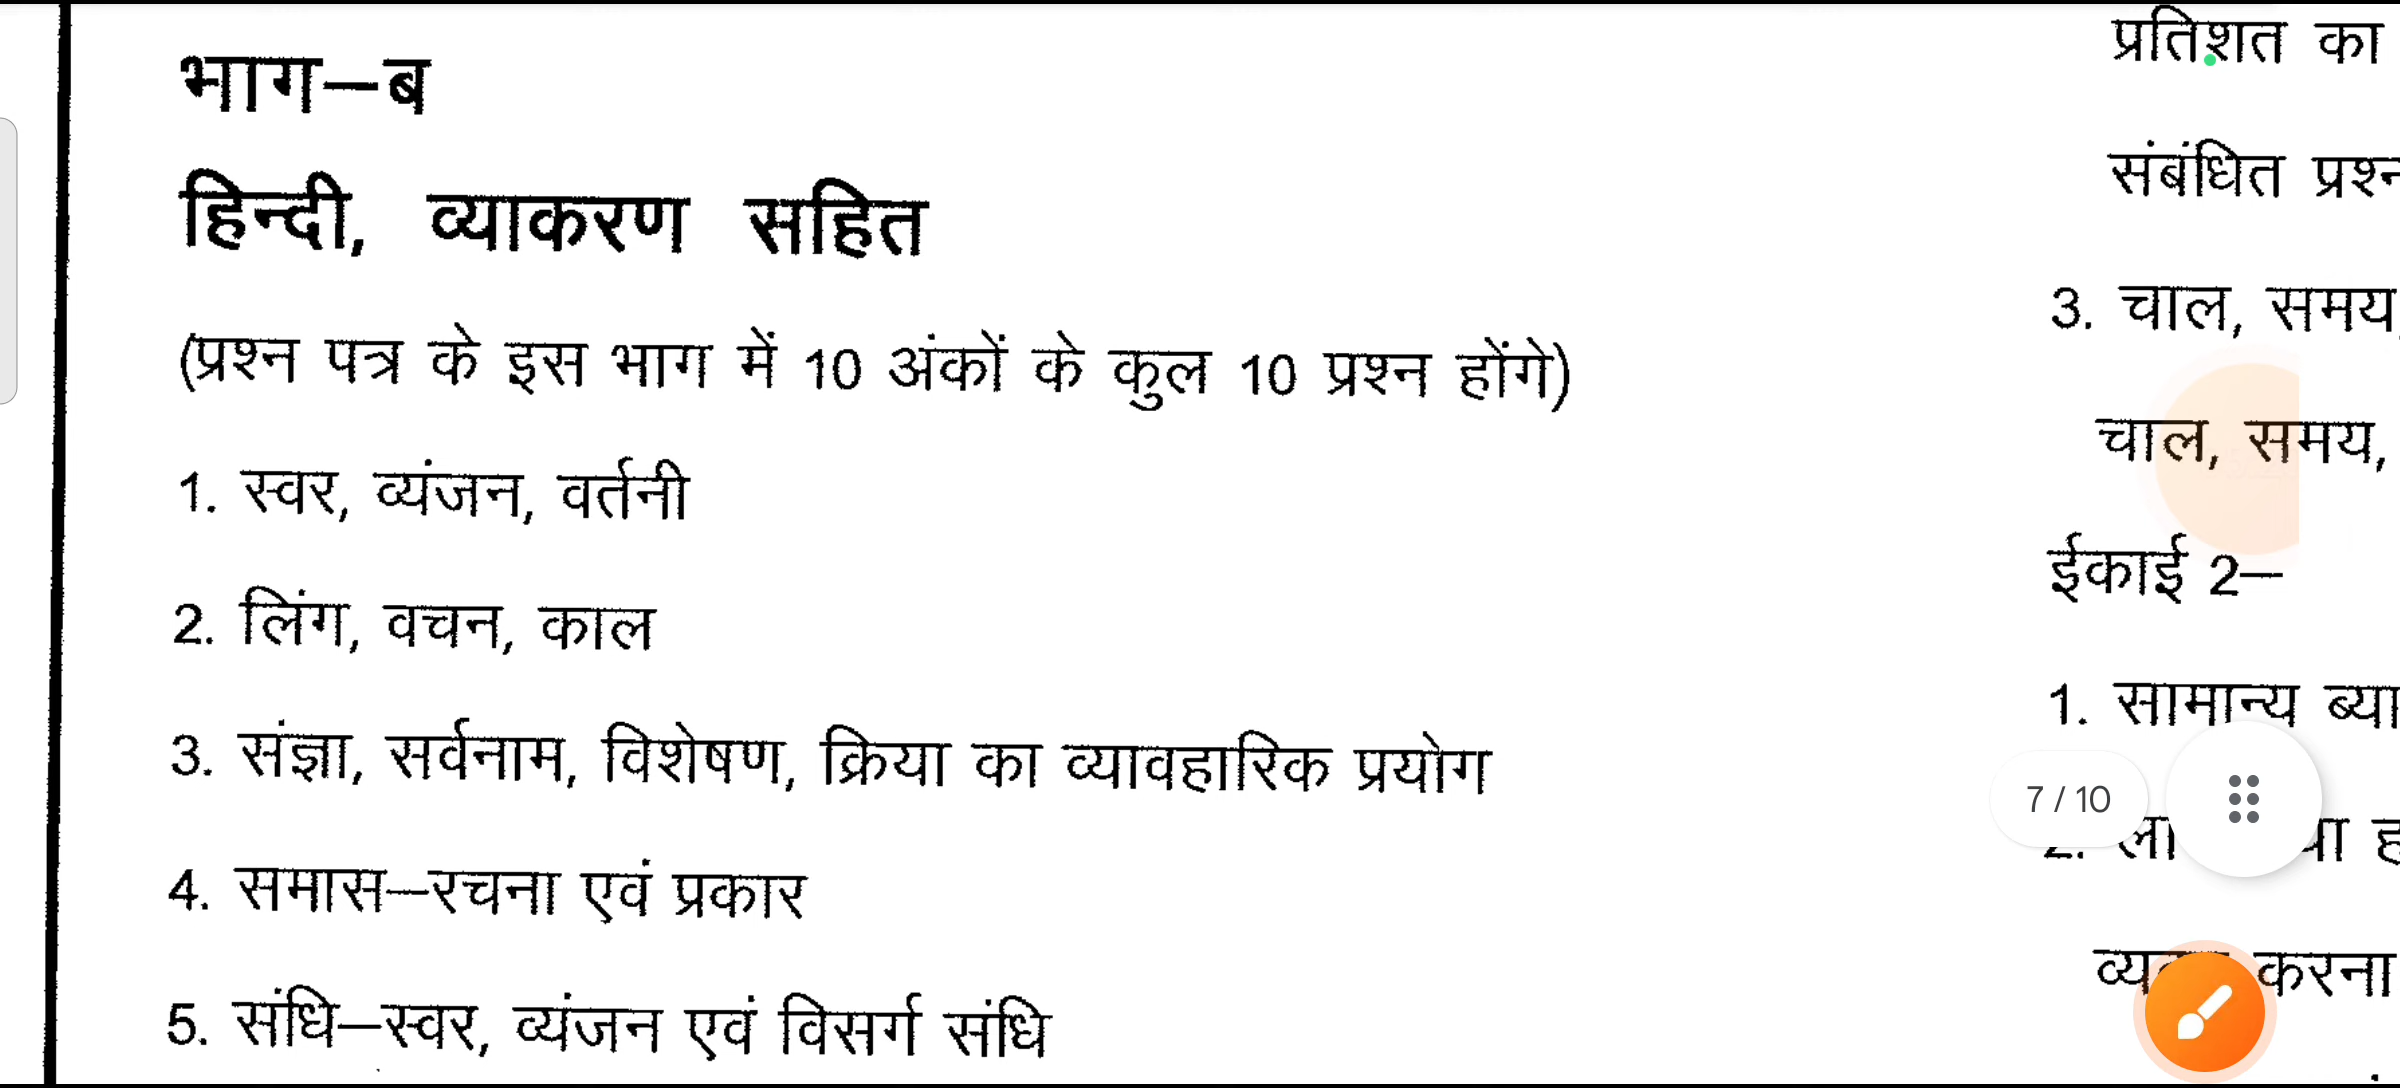 भाग—ब
हिन्दी, व्याकरण सहित
(प्रश्न पत्र के इस भाग में 10 अंकों के कुल 10 प्रश्न होंगे)
1. स्वर, व्यंजन, वर्तनी
2. लिंग, वचन, काल
3. संज्ञा, सर्वनाम, विशेषण, क्रिया का व्यावहारिक प्रयोग
4. समास—रचना एवं प्रकार
5. संधि—स्वर, व्यंजन एवं विसर्ग संधि
प्रतिशत का
संबंधित
3. चाल, समय,
चाल, समय,
ईकाई 2—
1. सामान्य
7 / 10
2.
करना